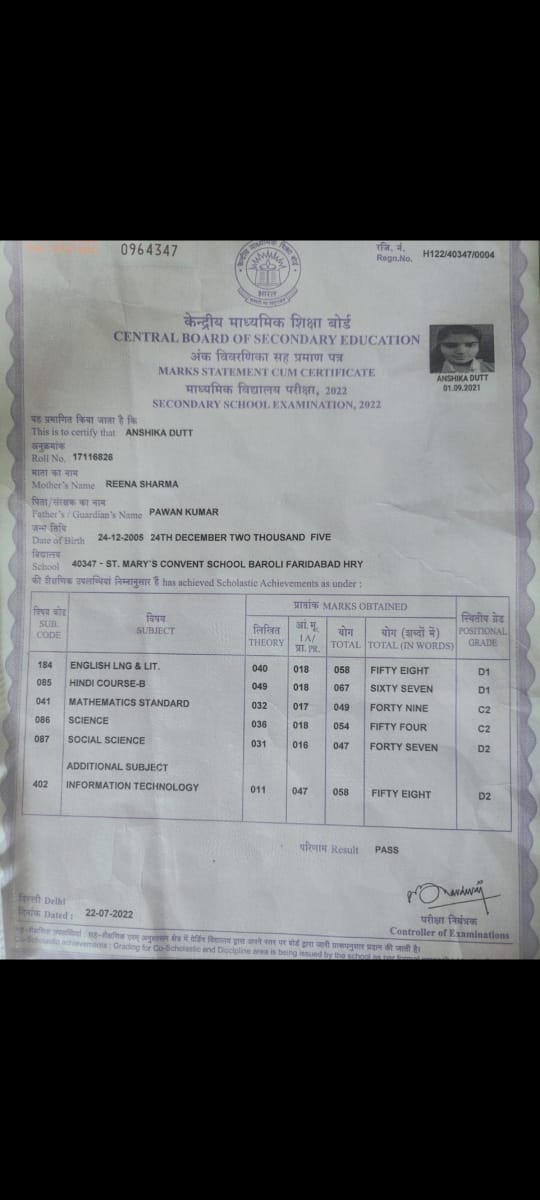 0964347
रजि. नं.
Regn.No. H122/40347/0004
भारत
केन्द्रीय माध्यमिक शिक्षा बोर्ड
CENTRAL BOARD OF SECONDARY EDUCATION
अंक विवरणिका सह प्रमाण पत्र
MARKS STATEMENT CUM CERTIFICATE
माध्यमिक विद्यालय परीक्षा, 2022
SECONDARY SCHOOL EXAMINATION, 2022
ANSHIKA DUTT
01.09.2021
यह प्रमाणित किया जाता है कि
This is to certify that ANSHIKA DUTT
अनुक्रमांक
Roll No. 17116826
माता का नाम
Mother's Name REENA SHARMA
पिता/संरक्षक का नाम
Father's / Guardian's Name PAWAN KUMAR
जन्म तिथि
Date of Birth 24-12-2005 24TH DECEMBER TWO THOUSAND FIVE
विद्यालय
School 40347 - ST. MARY'S CONVENT SCHOOL BAROLI FARIDABAD HRY
की शैक्षणिक उपलब्धियां निम्नानुसार हैं has achieved Scholastic Achievements as under :
विषय कोड SUB. CODE विषय SUBJECT प्राप्तांक MARKS OBTAINED स्थितीय ग्रेड POSITIONAL GRADE
लिखित THEORY आं.मू. IA/ प्रा. PR. योग TOTAL योग (शब्दों में) TOTAL (IN WORDS)
184 ENGLISH LNG & LIT. 040 018 058 FIFTY EIGHT D1
085 HINDI COURSE-B 049 018 067 SIXTY SEVEN D1
041 MATHEMATICS STANDARD 032 017 049 FORTY NINE C2
086 SCIENCE 036 018 054 FIFTY FOUR C2
087 SOCIAL SCIENCE 031 016 047 FORTY SEVEN D2
ADDITIONAL SUBJECT
402 INFORMATION TECHNOLOGY 011 047 058 FIFTY EIGHT D2
परिणाम Result PASS
दिल्ली Delhi
दिनांक Dated : 22-07-2022
परीक्षा नियंत्रक
Controller of Examinations
सह-शैक्षणिक उपलब्धियां : सह-शैक्षणिक एवम् अनुशासन क्षेत्र में ग्रेडिंग विद्यालय द्वारा अपने स्तर पर बोर्ड द्वारा जारी प्रारूपानुसार प्रदान की जाती है।
Co-Scholastic achievements : Grading for Co-Scholastic and Discipline area is being issued by the school as per format